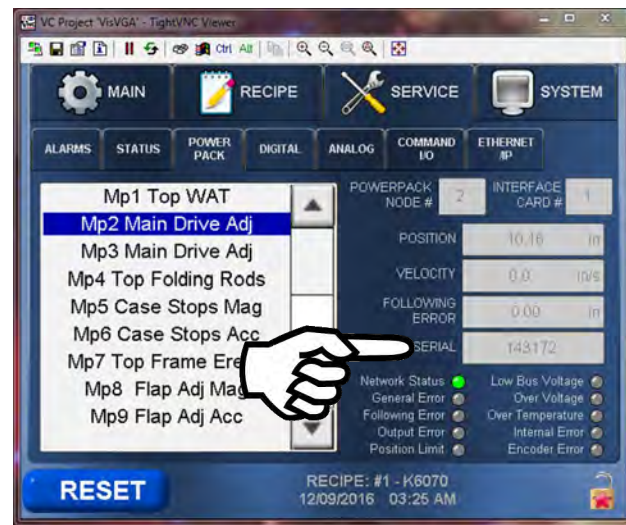 VC Project 'VisVGA' - TightVNC Viewer
Ctrl Alt
MAIN RECIPE SERVICE SYSTEM
ALARMS STATUS POWER PACK DIGITAL ANALOG COMMAND I/O ETHERNET /IP
Mp1 Top WAT
Mp2 Main Drive Adj
Mp3 Main Drive Adj
Mp4 Top Folding Rods
Mp5 Case Stops Mag
Mp6 Case Stops Acc
Mp7 Top Frame Ere
Mp8 Flap Adj Mag
Mp9 Flap Adj Acc
POWERPACK NODE # 2 INTERFACE CARD # 1
POSITION 10.16 in
VELOCITY 0.0 in/s
FOLLOWING ERROR 0.00 in
SERIAL 143172
Network Status Low Bus Voltage
General Error Over Voltage
Following Error Over Temperature
Output Error Internal Error
Position Limit Encoder Error
RESET
RECIPE: #1 - K6070
12/09/2016 03:25 AM